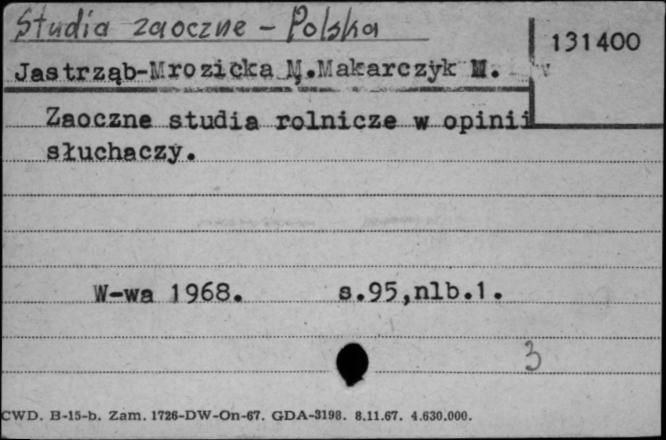 Studia zaoczne - Polska
131400
Jastrząb-Mrozicka M.Makarczyk W.
Zaoczne studia rolnicze w opinii
słuchaczy.
W-wa 1968. s.95,nlb.1.
3
CWD. B-15-b. Zam. 1726-DW-On-67. GDA-3198. 8.11.67. 4.630.000.